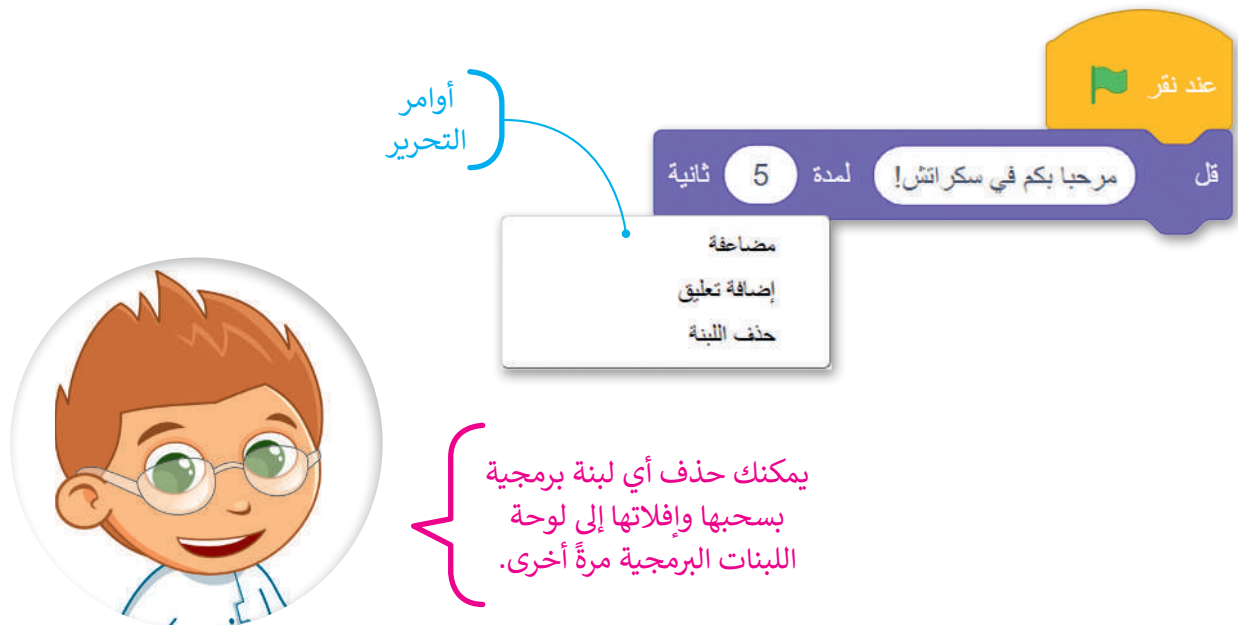 عند نقر
قل مرحبا بكم في سكراتش! لمدة 5 ثانية
أوامر
التحرير
مضاعفة
إضافة تعليق
حذف اللبنة
يمكنك حذف أي لبنة برمجية
بسحبها وإفلاتها إلى لوحة
اللبنات البرمجية مرةً أخرى.